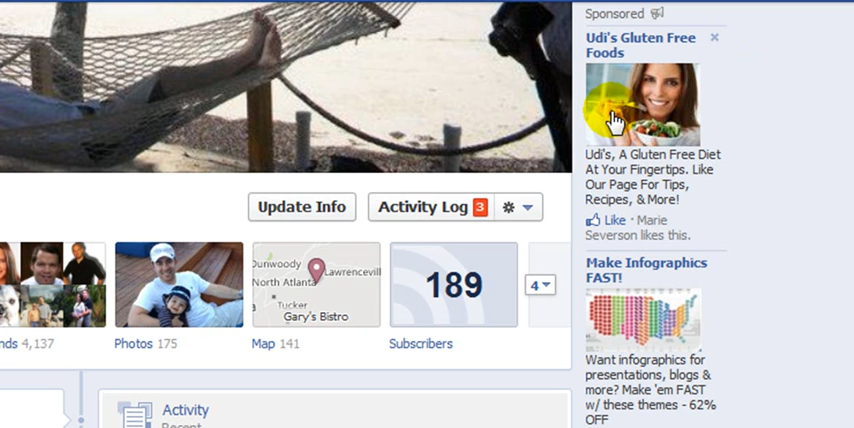 Sponsored
Udi's Gluten Free
Foods
Udi's, A Gluten Free Diet
At Your Fingertips. Like
Our Page For Tips,
Recipes, & More!
Like · Marie
Severson likes this.
Update Info
Activity Log 3
Dunwoody
Lawrencevill
North Atlanta
Tucker
a
Gary's Bistro
189
4
nds 4,137
Photos 175
Map 141
Subscribers
Make Infographics
FAST!
Want infographics for
presentations, blogs &
more? Make 'em FAST
w/ these themes - 62%
OFF
Activity
Recent